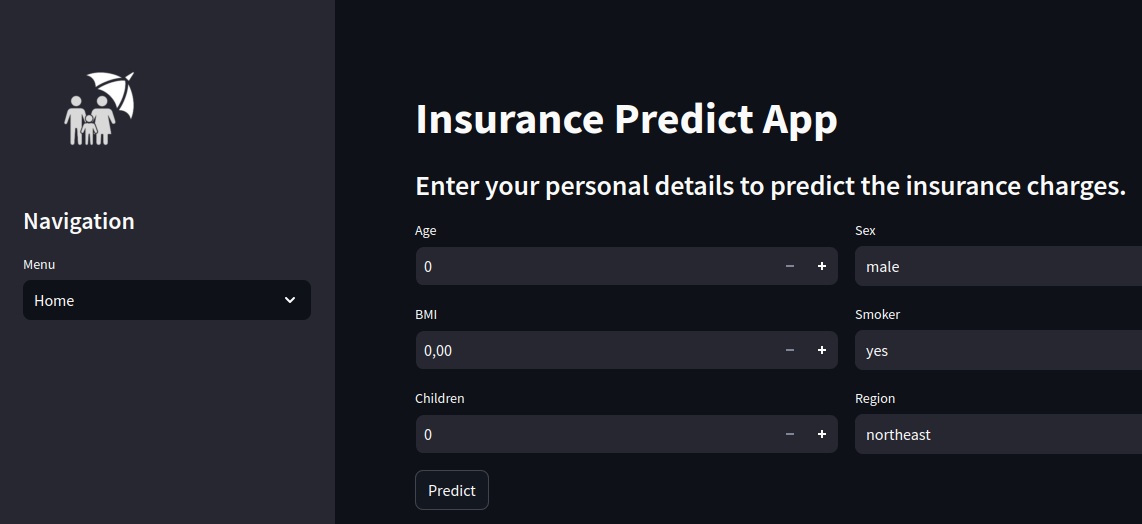 Navigation
Menu
Home
Insurance Predict App
Enter your personal details to predict the insurance charges.
Age
0
Sex
male
BMI
0,00
Smoker
yes
Children
0
Region
northeast
Predict